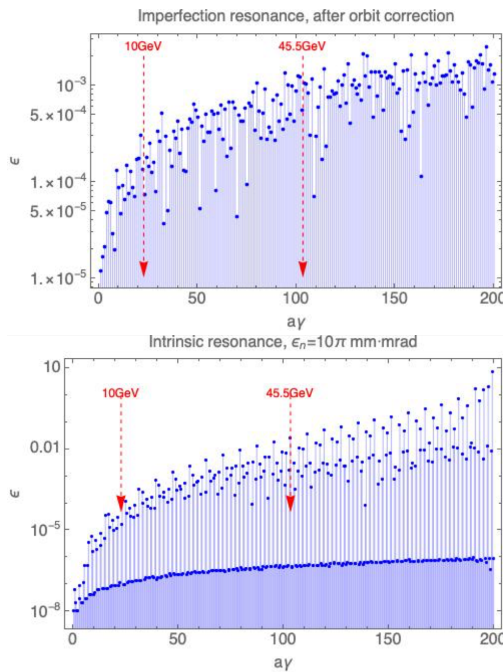 Imperfection resonance, after orbit correction
10GeV
45.5GeV
10⁻³
5.×10⁻⁴
ϵ
1.×10⁻⁴
5.×10⁻⁵
1.×10⁻⁵
0 50 100 150 200
aγ
Intrinsic resonance, ϵₙ=10π mm·mrad
10
10GeV
45.5GeV
0.01
ϵ
10⁻⁵
10⁻⁸
0 50 100 150 200
aγ